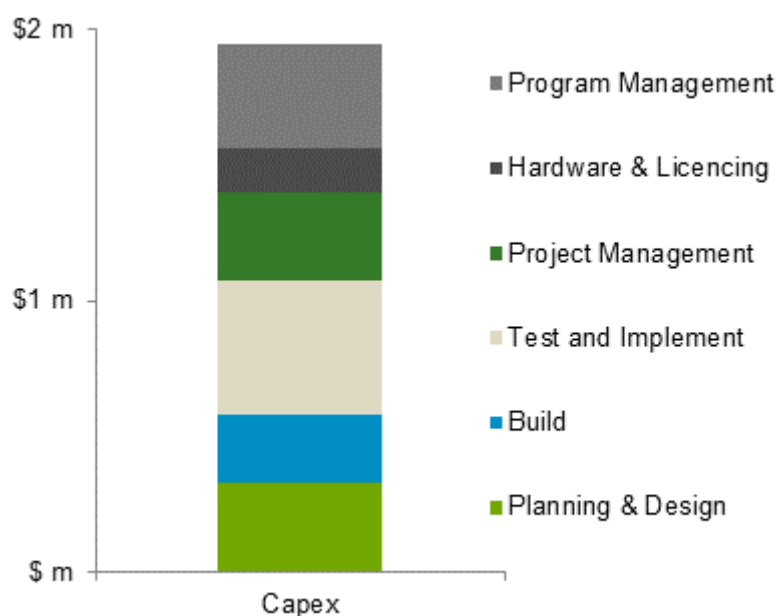 $2 m
$1 m
$ m
Capex
Program Management
Hardware & Licencing
Project Management
Test and Implement
Build
Planning & Design